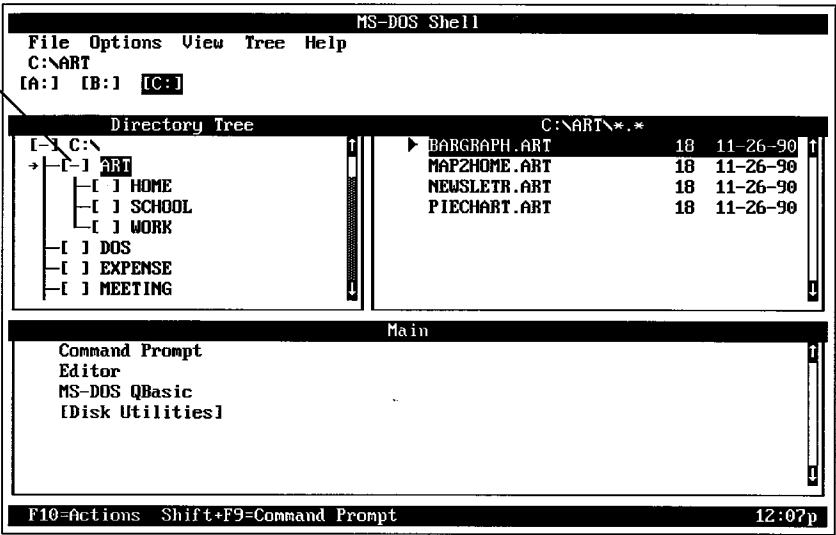 MS-DOS Shell
File Options View Tree Help
C:\ART
[A:] [B:] [C:]
Directory Tree
[-] C:\
[-] ART
[ ] HOME
[ ] SCHOOL
[ ] WORK
[ ] DOS
[ ] EXPENSE
[ ] MEETING
C:\ART\*.*
BARGRAPH.ART 18 11-26-90
MAP2HOME.ART 18 11-26-90
NEWSLETR.ART 18 11-26-90
PIECHART.ART 18 11-26-90
Main
Command Prompt
Editor
MS-DOS QBasic
[Disk Utilities]
F10=Actions Shift+F9=Command Prompt 12:07p